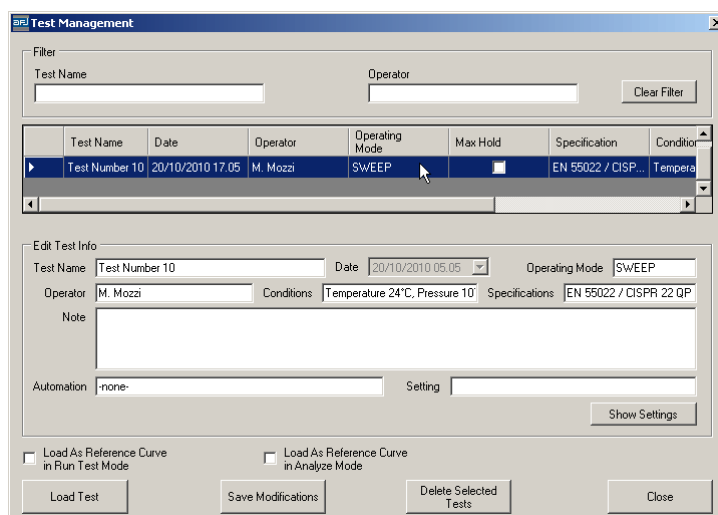 Test Management
Filter
Test Name
Operator
Clear Filter
Test Name Date Operator Operating Mode Max Hold Specification Condition
Test Number 10 20/10/2010 17.05 M. Mozzi SWEEP EN 55022 / CISP... Tempera
Edit Test Info
Test Name Test Number 10 Date 20/10/2010 05.05 Operating Mode SWEEP
Operator M. Mozzi Conditions Temperature 24°C, Pressure 10 Specifications EN 55022 / CISPR 22 QP
Note
Automation -none- Setting
Show Settings
Load As Reference Curve
in Run Test Mode
Load As Reference Curve
in Analyze Mode
Load Test
Save Modifications
Delete Selected
Tests
Close